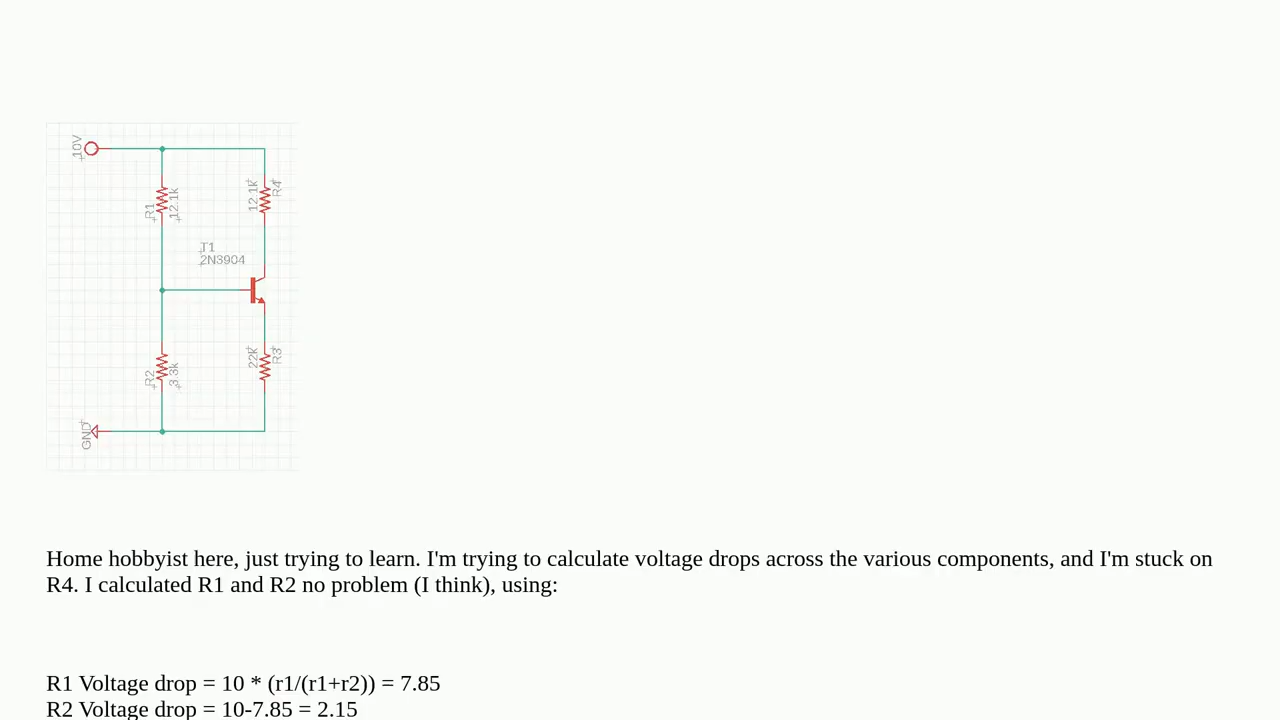 10V
R1
12.1k
12.1k
R4
T1
2N3904
R2
3.3k
22k
R3
GND
Home hobbyist here, just trying to learn. I'm trying to calculate voltage drops across the various components, and I'm stuck on
R4. I calculated R1 and R2 no problem (I think), using:
R1 Voltage drop = 10 * (r1/(r1+r2)) = 7.85
R2 Voltage drop = 10-7.85 = 2.15